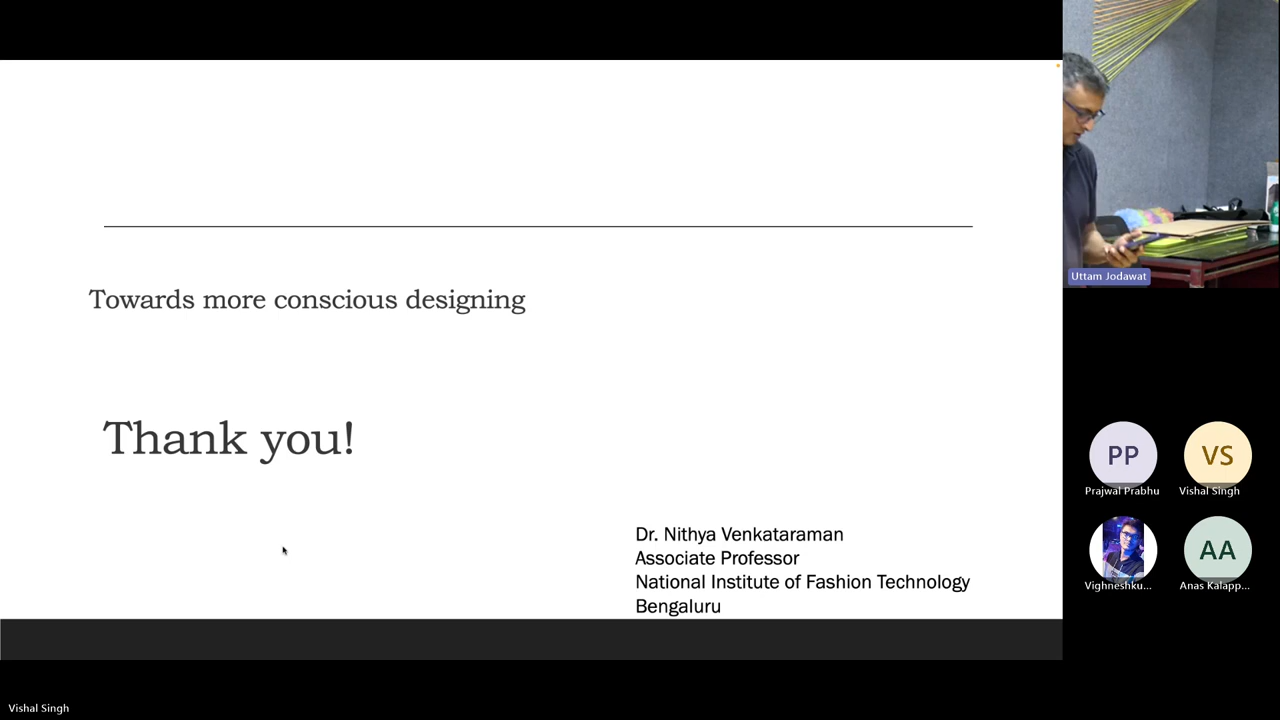 Towards more conscious designing
Thank you!
Dr. Nithya Venkataraman
Associate Professor
National Institute of Fashion Technology
Bengaluru
Uttam Jodawat
PP
VS
Prajwal Prabhu
Vishal Singh
AA
Vighneshku...
Anas Kalapp...
Vishal Singh